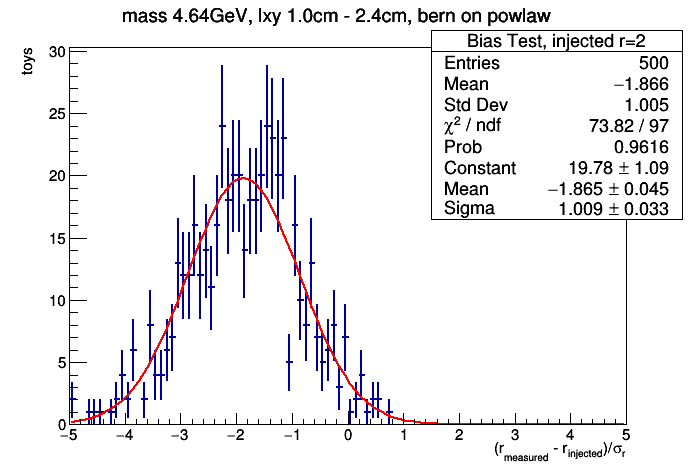 mass 4.64GeV, lxy 1.0cm - 2.4cm, bern on powlaw
Bias Test, injected r=2
Entries 500
Mean −1.866
Std Dev 1.005
χ² / ndf 73.82 / 97
Prob 0.9616
Constant 19.78 ± 1.09
Mean −1.865 ± 0.045
Sigma 1.009 ± 0.033
toys
30
25
20
15
10
5
0
−5 −4 −3 −2 −1 0 1 2 3 4 5
(r_measured - r_injected)/σ_r